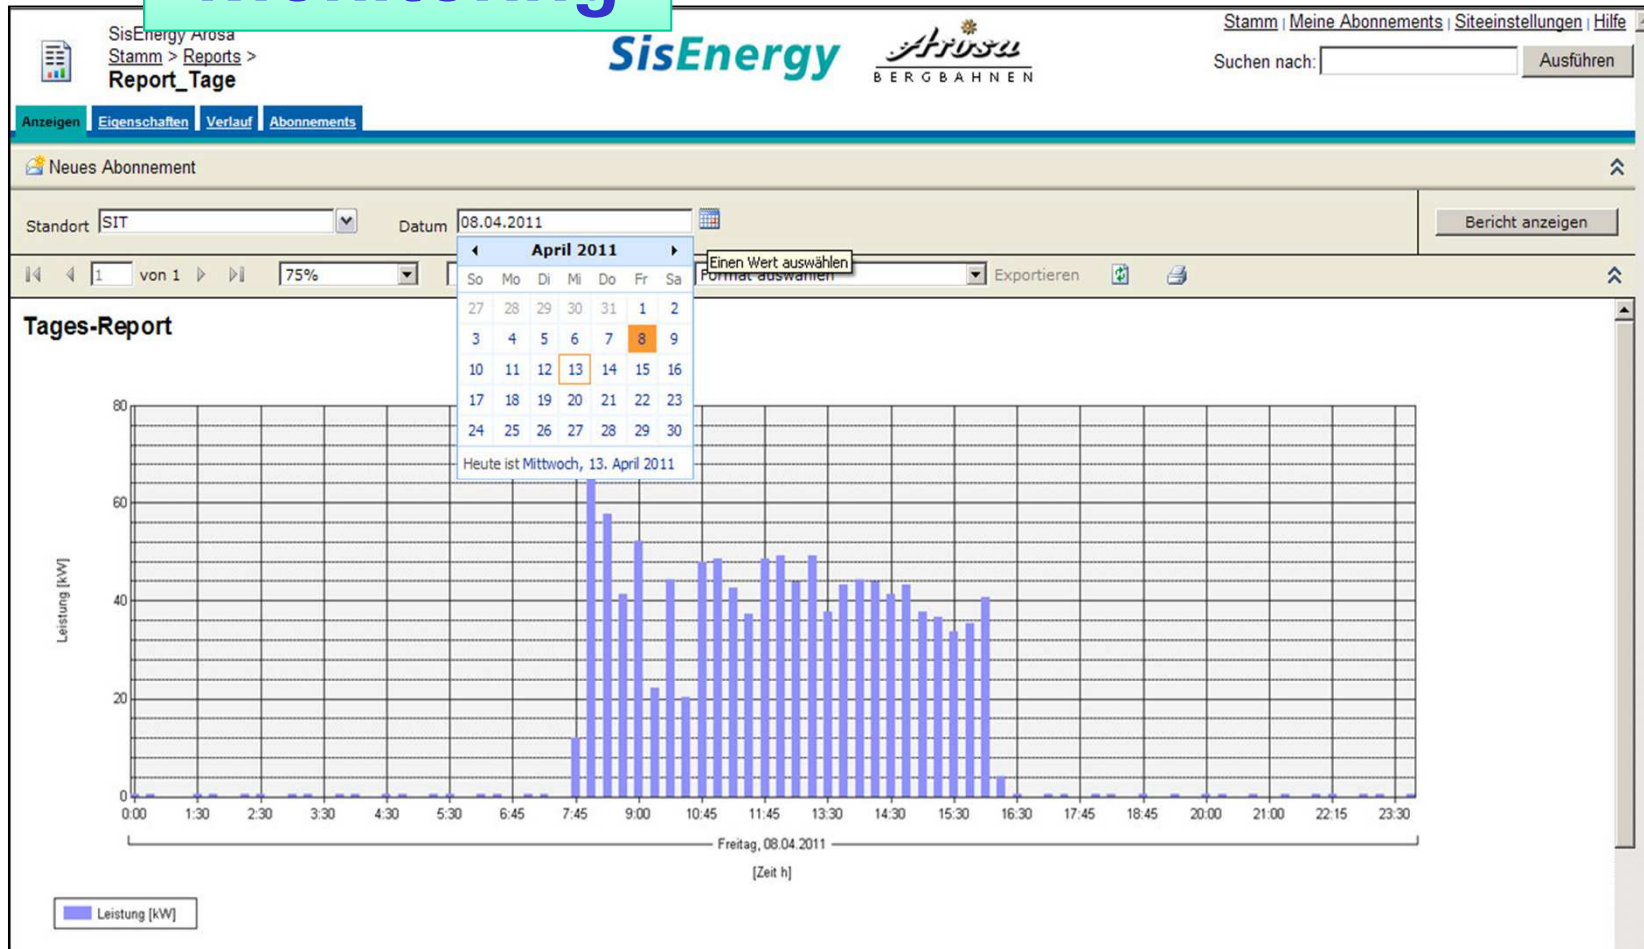 Monitoring
SisEnergy Arosa
Stamm > Reports >
Report_Tage
SisEnergy
Arosa
BERGBAHNEN
Stamm | Meine Abonnements | Siteeinstellungen | Hilfe
Suchen nach:
Ausführen
Anzeigen Eigenschaften Verlauf Abonnements
Neues Abonnement
Standort SIT Datum 08.04.2011
Bericht anzeigen
1 von 1 75% Format auswählen Exportieren
Einen Wert auswählen
April 2011
So Mo Di Mi Do Fr Sa
27 28 29 30 31 1 2
3 4 5 6 7 8 9
10 11 12 13 14 15 16
17 18 19 20 21 22 23
24 25 26 27 28 29 30
Heute ist Mittwoch, 13. April 2011
Tages-Report
80
60
40
20
0
Leistung [kW]
0:00 1:30 2:30 3:30 4:30 5:30 6:45 7:45 9:00 10:45 11:45 13:30 14:30 15:30 16:30 17:45 18:45 20:00 21:00 22:15 23:30
Freitag, 08.04.2011
[Zeit h]
Leistung [kW]